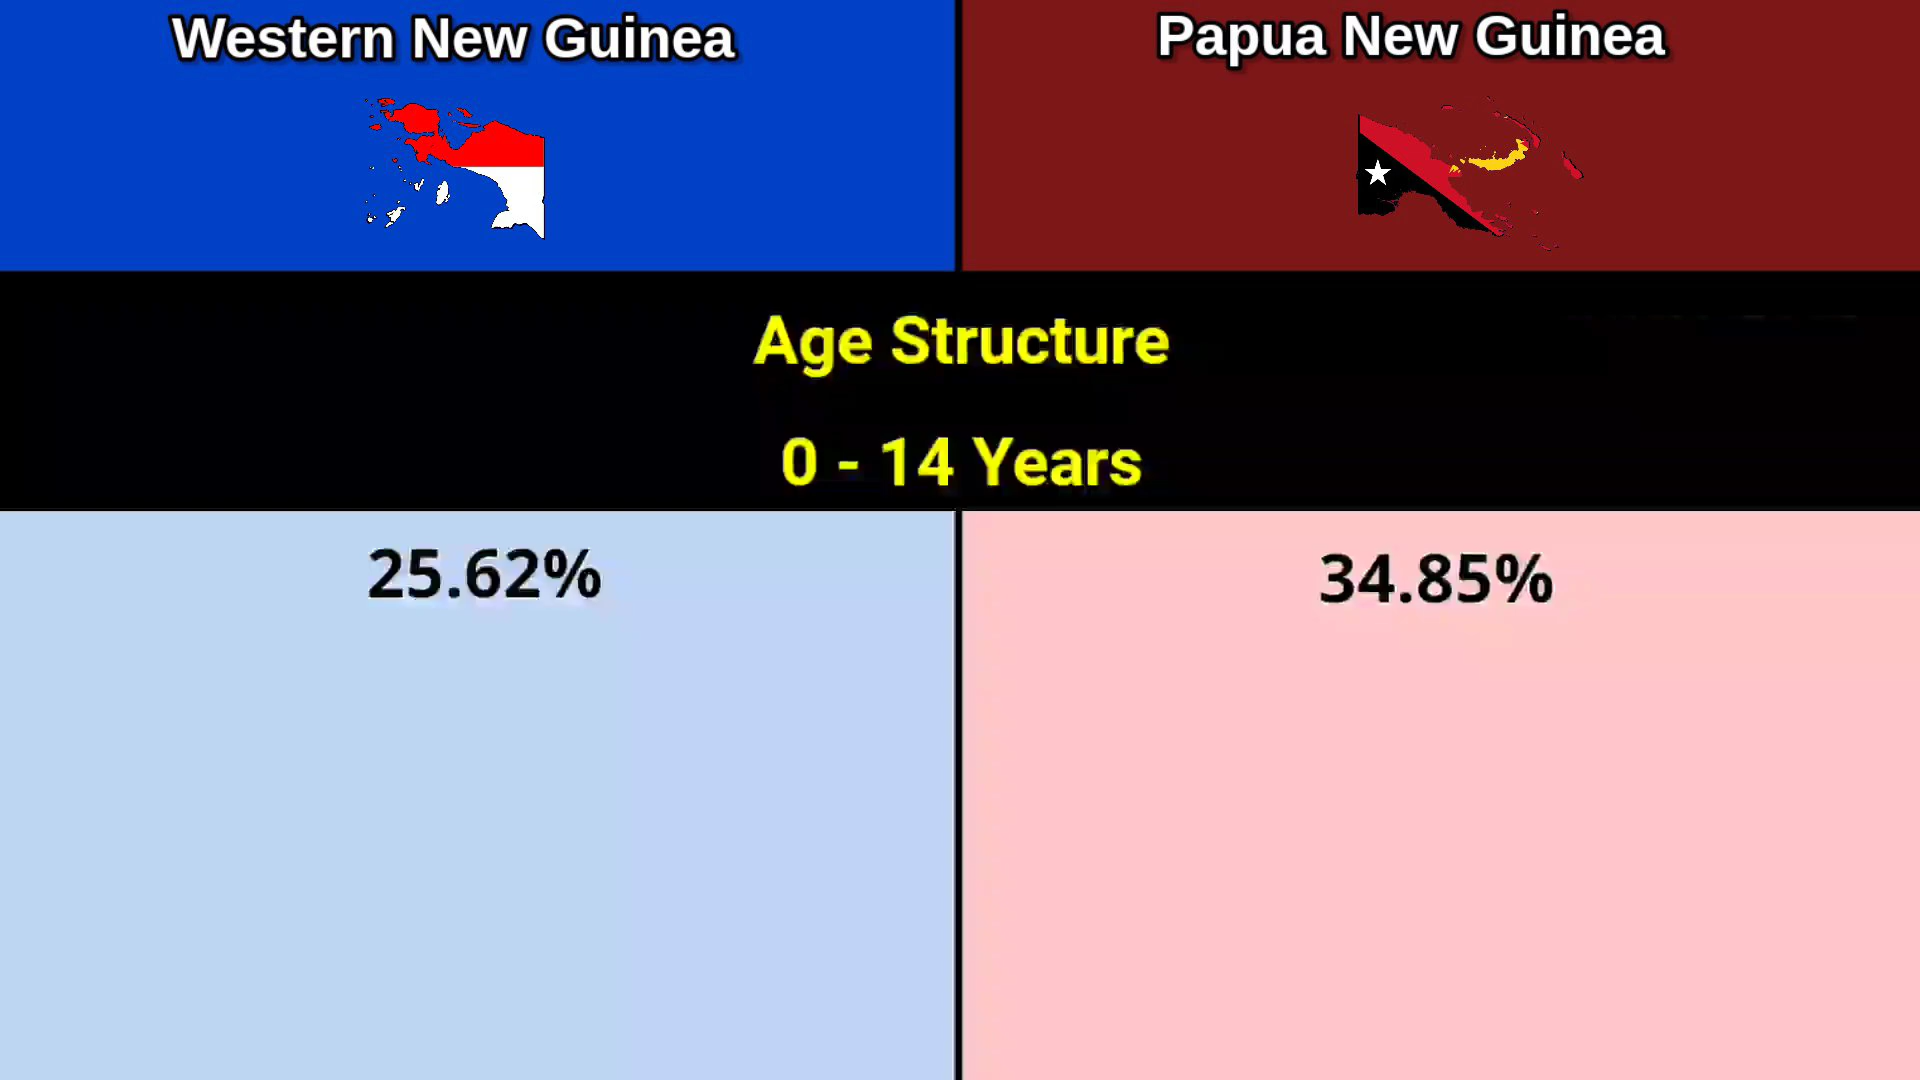 Western New Guinea
Papua New Guinea
Age Structure
0 - 14 Years
25.62%
34.85%